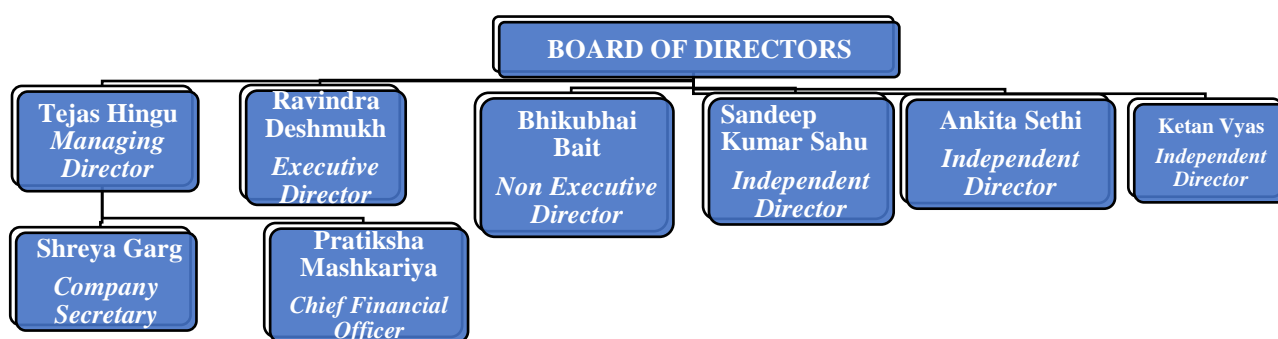 BOARD OF DIRECTORS
Tejas Hingu
Managing
Director
Ravindra
Deshmukh
Executive
Director
Bhikubhai
Bait
Non Executive
Director
Sandeep
Kumar Sahu
Independent
Director
Ankita Sethi
Independent
Director
Ketan Vyas
Independent
Director
Shreya Garg
Company
Secretary
Pratiksha
Mashkariya
Chief Financial
Officer